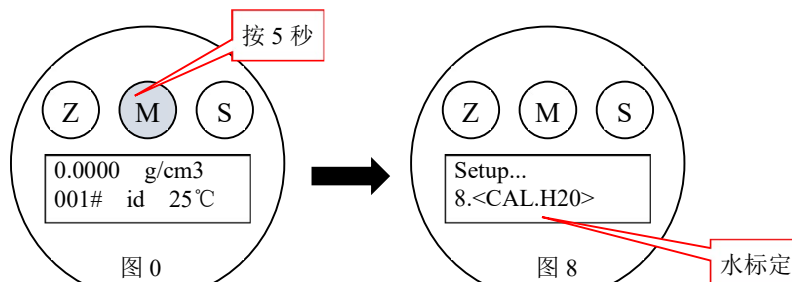 按 5 秒
Z M S
0.0000 g/cm3
001# id 25℃
图 0
Z M S
Setup...
8.<CAL.H20>
图 8
水标定